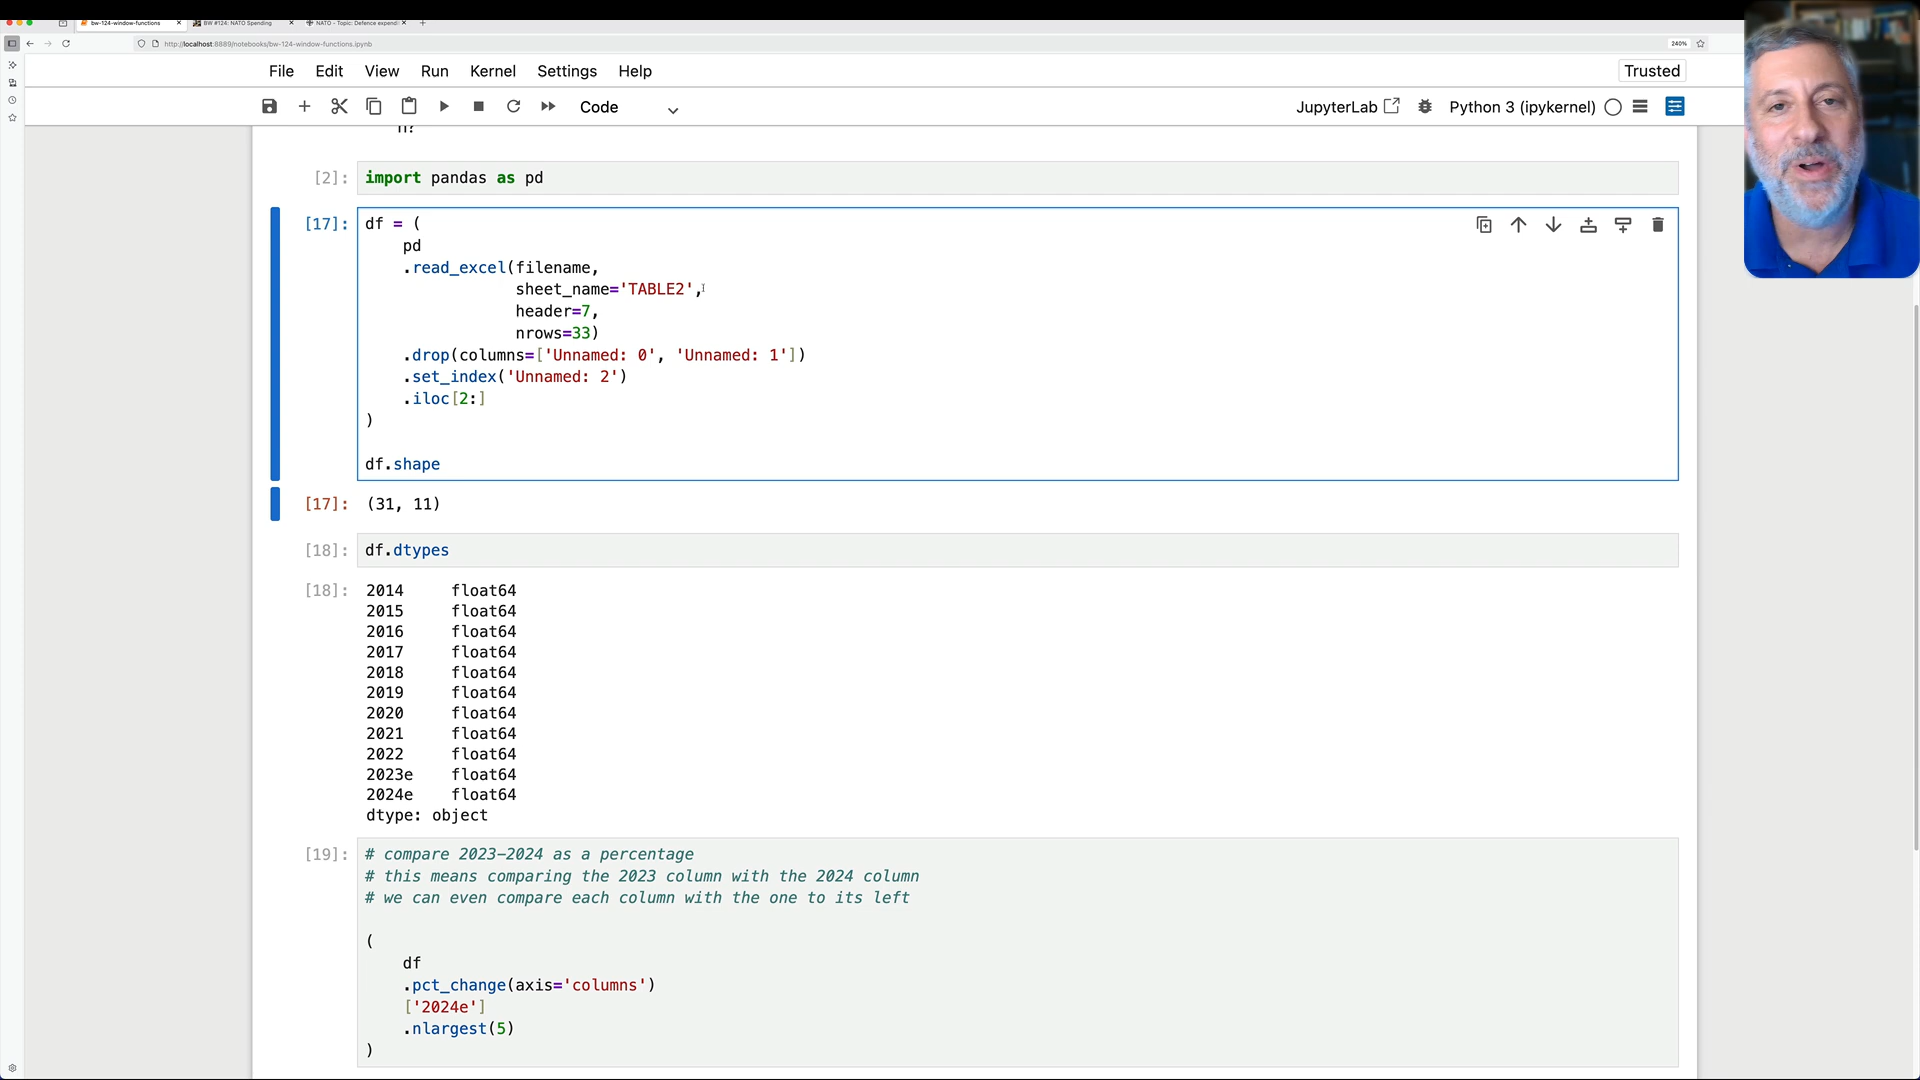 bw-124-window-functions
BW #124: NATO Spending
NATO - Topic: Defence expend
http://localhost:8889/notebooks/bw-124-window-functions.ipynb
240%
File Edit View Run Kernel Settings Help
Trusted
Code
JupyterLab
Python 3 (ipykernel)
[2]:
import pandas as pd
[17]:
df = (
    pd
    .read_excel(filename,
                sheet_name='TABLE2',
                header=7,
                nrows=33)
    .drop(columns=['Unnamed: 0', 'Unnamed: 1'])
    .set_index('Unnamed: 2')
    .iloc[2:]
)
df.shape
[17]: (31, 11)
[18]: df.dtypes
[18]: 2014 float64
2015 float64
2016 float64
2017 float64
2018 float64
2019 float64
2020 float64
2021 float64
2022 float64
2023e float64
2024e float64
dtype: object
[19]: # compare 2023-2024 as a percentage
# this means comparing the 2023 column with the 2024 column
# we can even compare each column with the one to its left
(
    df
    .pct_change(axis='columns')
    ['2024e']
    .nlargest(5)
)